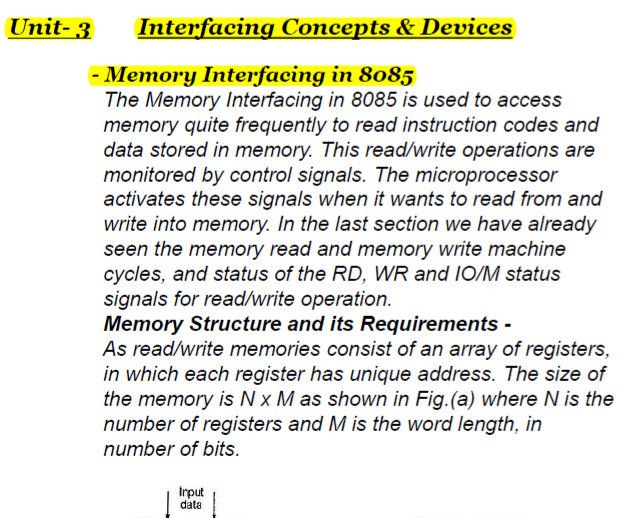 Unit- 3 Interfacing Concepts & Devices
- Memory Interfacing in 8085
The Memory Interfacing in 8085 is used to access
memory quite frequently to read instruction codes and
data stored in memory. This read/write operations are
monitored by control signals. The microprocessor
activates these signals when it wants to read from and
write into memory. In the last section we have already
seen the memory read and memory write machine
cycles, and status of the RD, WR and IO/M status
signals for read/write operation.
Memory Structure and its Requirements -
As read/write memories consist of an array of registers,
in which each register has unique address. The size of
the memory is N x M as shown in Fig.(a) where N is the
number of registers and M is the word length, in
number of bits.
Input
data